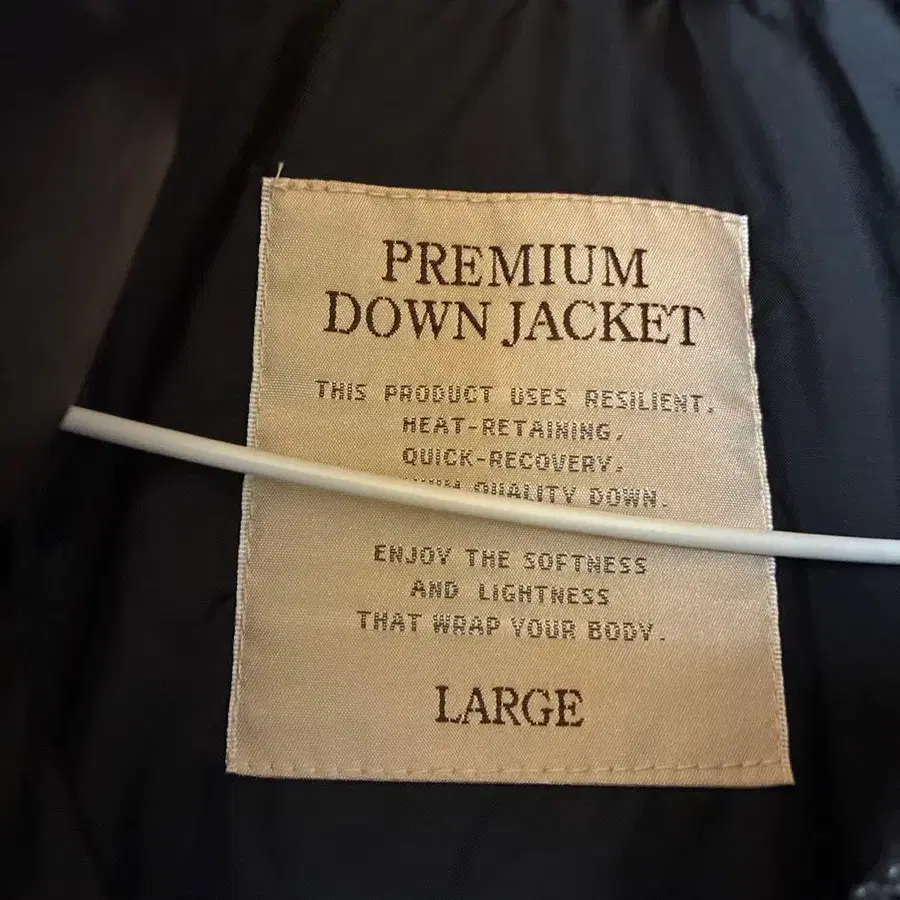 PREMIUM
DOWN JACKET
THIS PRODUCT USES RESILIENT,
HEAT-RETAINING,
QUICK-RECOVERY,
QUALITY DOWN.
ENJOY THE SOFTNESS
AND LIGHTNESS
THAT WRAP YOUR BODY.
LARGE